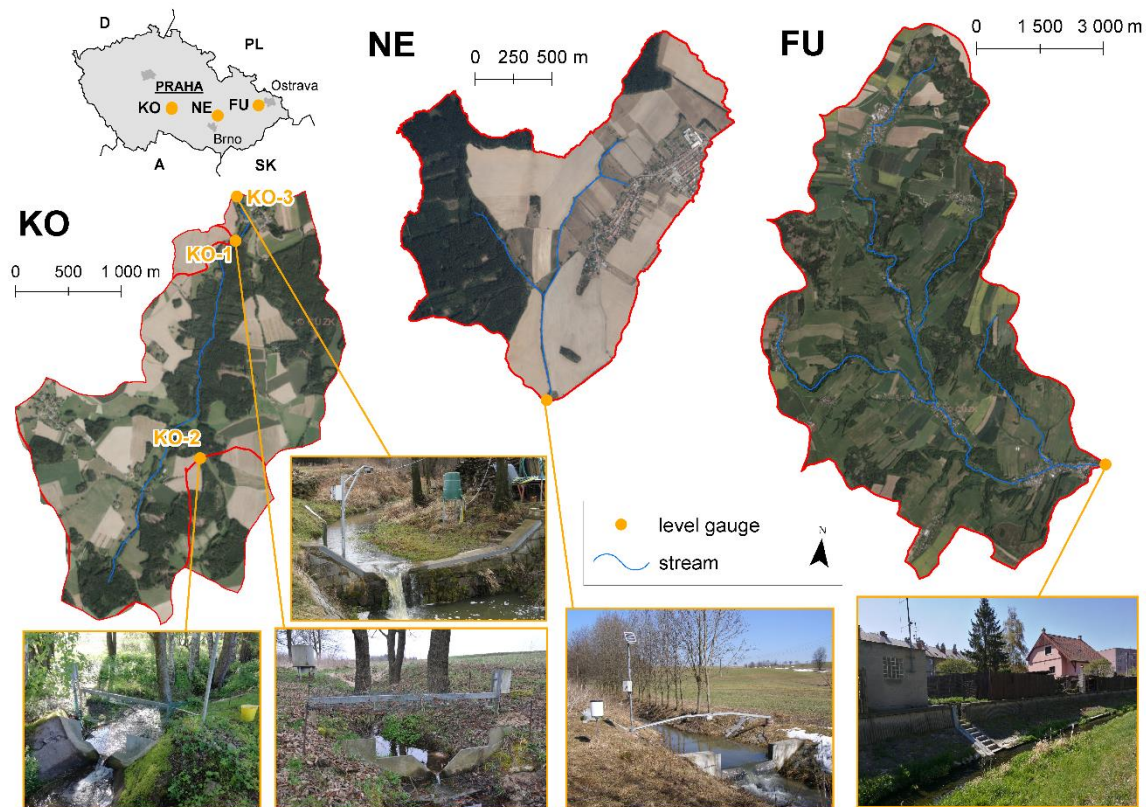 D
PL
PRAHA
Ostrava
KO
NE
FU
Brno
A
SK
NE
0 250 500 m
FU
0 1 500 3 000 m
KO
KO-3
KO-1
0 500 1 000 m
© ČÚZK
KO-2
level gauge
stream
N